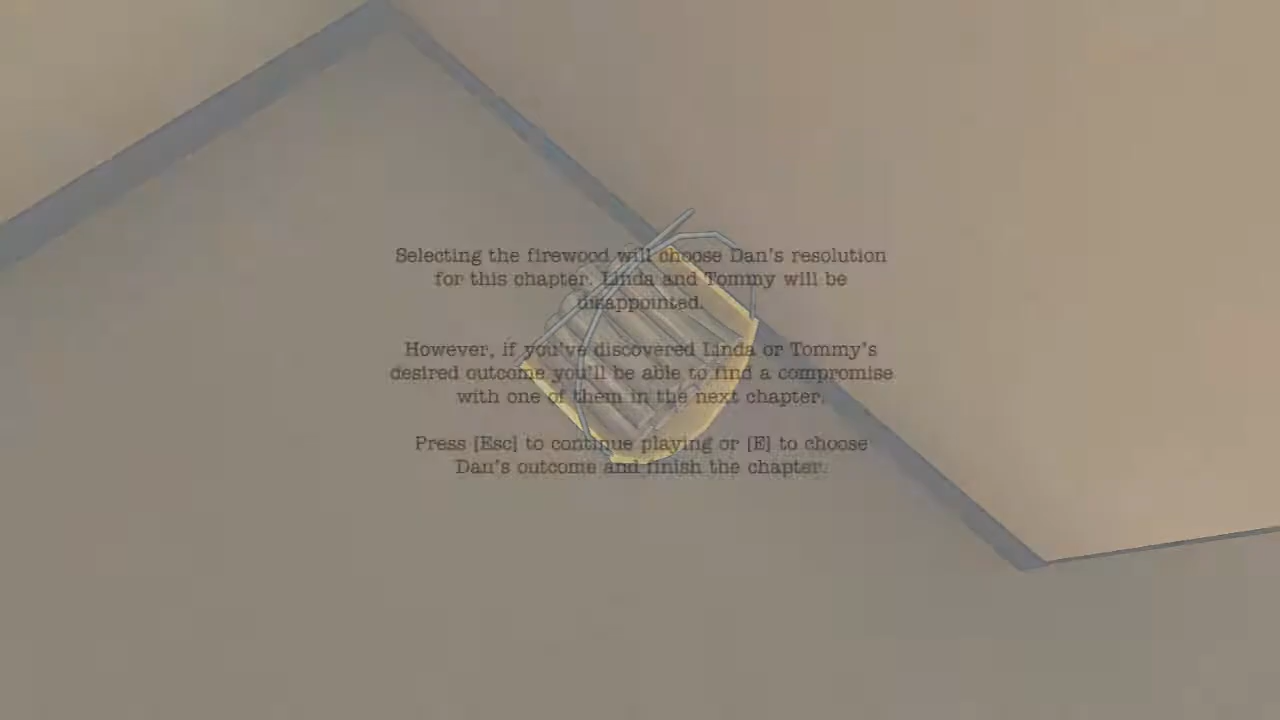 Selecting the firewood will choose Dan's resolution
for this chapter. Linda and Tommy will be
disappointed.
However, if you've discovered Linda or Tommy's
desired outcome you'll be able to find a compromise
with one of them in the next chapter.
Press [Esc] to continue playing or [E] to choose
Dan's outcome and finish the chapter.